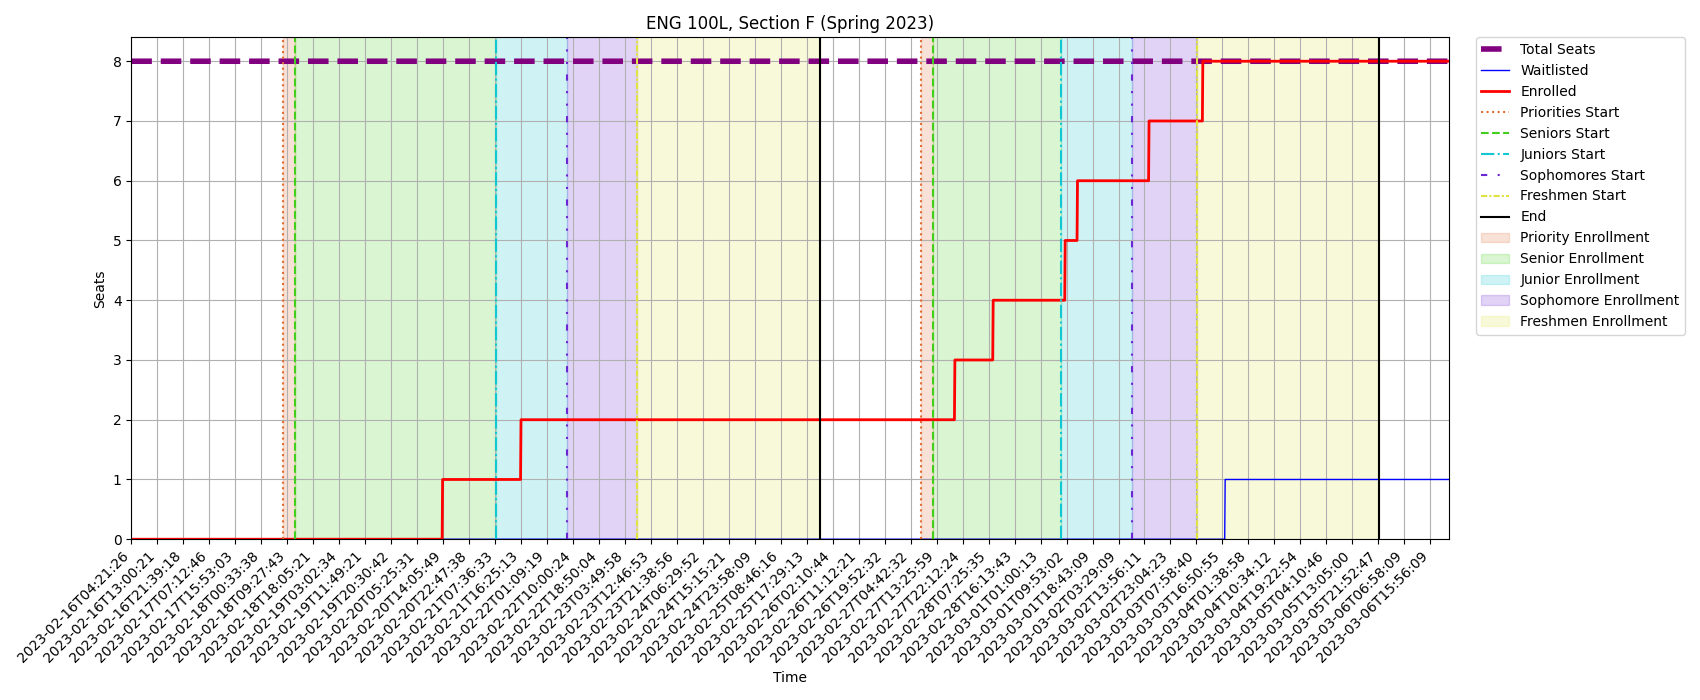 ENG 100L, Section F (Spring 2023)
Seats
8
7
6
5
4
3
2
1
0
2023-02-16T04:21:26
2023-02-16T13:00:21
2023-02-16T21:39:18
2023-02-17T07:12:46
2023-02-17T15:53:03
2023-02-18T00:33:38
2023-02-18T09:27:43
2023-02-18T18:05:21
2023-02-19T03:02:34
2023-02-19T11:49:21
2023-02-19T20:30:42
2023-02-20T05:25:31
2023-02-20T14:05:49
2023-02-20T22:47:38
2023-02-21T07:36:33
2023-02-21T16:25:13
2023-02-22T01:09:19
2023-02-22T10:00:24
2023-02-22T18:50:04
2023-02-23T03:49:58
2023-02-23T12:46:53
2023-02-23T21:38:56
2023-02-24T06:29:52
2023-02-24T15:15:21
2023-02-24T23:58:09
2023-02-25T08:46:16
2023-02-25T17:29:13
2023-02-26T02:10:44
2023-02-26T11:12:21
2023-02-26T19:52:32
2023-02-27T04:42:32
2023-02-27T13:25:59
2023-02-27T22:12:24
2023-02-28T07:25:35
2023-02-28T16:13:43
2023-03-01T01:00:13
2023-03-01T09:53:02
2023-03-01T18:43:09
2023-03-02T03:29:09
2023-03-02T13:56:11
2023-03-02T23:04:23
2023-03-03T07:58:40
2023-03-03T16:50:55
2023-03-04T01:38:58
2023-03-04T10:34:12
2023-03-04T19:22:54
2023-03-05T04:10:46
2023-03-05T13:05:00
2023-03-05T21:52:47
2023-03-06T06:58:09
2023-03-06T15:56:09
Time
Total Seats
Waitlisted
Enrolled
Priorities Start
Seniors Start
Juniors Start
Sophomores Start
Freshmen Start
End
Priority Enrollment
Senior Enrollment
Junior Enrollment
Sophomore Enrollment
Freshmen Enrollment